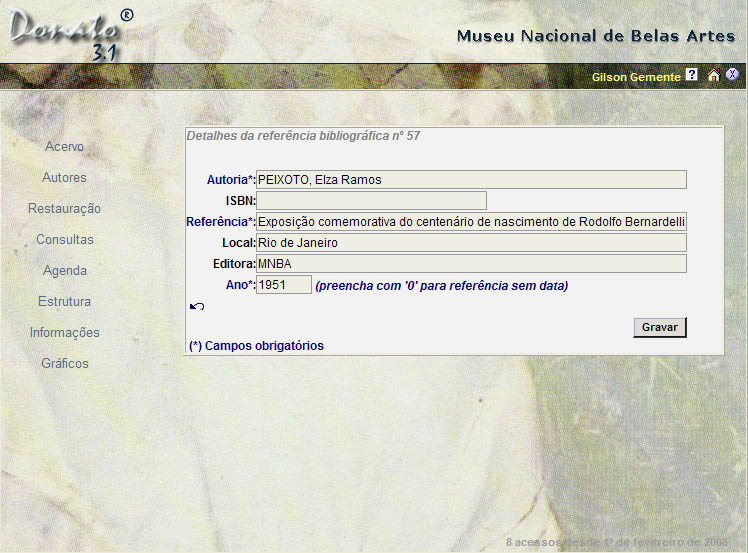 Donato ®
3.1
Museu Nacional de Belas Artes
Gilson Gemente ? X
Acervo
Autores
Restauração
Consultas
Agenda
Estrutura
Informações
Gráficos
Detalhes da referência bibliográfica nº 57
Autoria*: PEIXOTO, Elza Ramos
ISBN:
Referência*: Exposição comemorativa do centenário de nascimento de Rodolfo Bernardelli
Local: Rio de Janeiro
Editora: MNBA
Ano*: 1951 (preencha com '0' para referência sem data)
Gravar
(*) Campos obrigatórios
8 acessos desde 1º de fevereiro de 2008